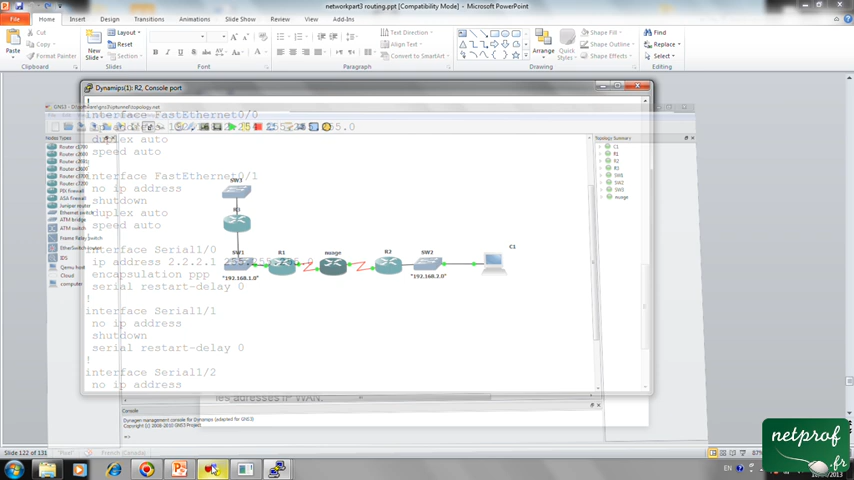 networkpart3 routing.ppt [Compatibility Mode] - Microsoft PowerPoint
File Home Insert Design Transitions Animations Slide Show Review View Add-Ins
Paste
Cut
Copy
Format Painter
Clipboard
New Slide
Layout
Reset
Section
Slides
Font
Text Direction
Align Text
Convert to SmartArt
Paragraph
Arrange
Quick Styles
Shape Fill
Shape Outline
Shape Effects
Drawing
Find
Replace
Select
Editing
Dynamips(1): R2, Console port
!
interface FastEthernet0/0
duplex auto
speed auto
!
interface FastEthernet0/1
no ip address
shutdown
duplex auto
speed auto
!
interface Serial1/0
ip address 2.2.2.1
encapsulation ppp
serial restart-delay 0
!
interface Serial1/1
no ip address
shutdown
serial restart-delay 0
!
interface Serial1/2
no ip address
Nodes Types
Router c1700
Router c2600
Router c2691
Router c3600
Router c3700
Router c7200
PIX firewall
ASA firewall
Juniper router
Ethernet switch
ATM bridge
ATM switch
Frame Relay switch
EtherSwitch router
IDS
Qemu host
Cloud
computer
SW3
SW1
"192.168.1.0"
R1
nuage
R2
SW2
"192.168.2.0"
C1
Topology Summary
C1
R1
R2
R3
SW1
SW2
SW3
nuage
les adresses IP WAN.
Console
Dynagen management console for Dynamips (adapted for GNS3)
Copyright (c) 2008-2010 GNS3 Project
=>
Slide 122 of 131
French (Canada)
EN
netprof
.fr